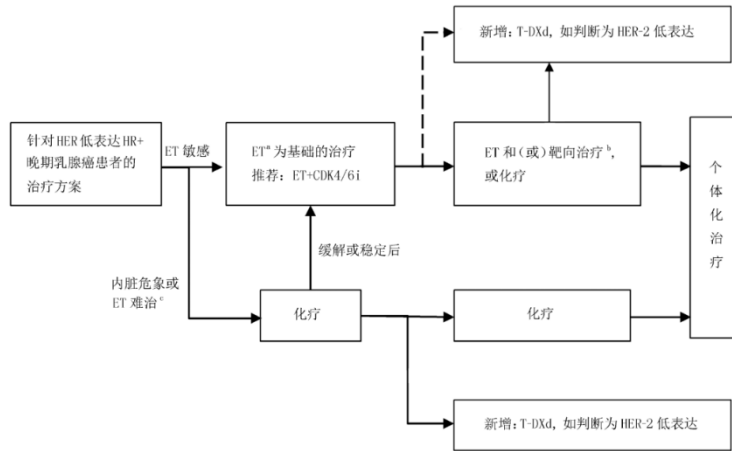 新增：T-DXd, 如判断为 HER-2 低表达
针对 HER 低表达 HR+
晚期乳腺癌患者的
治疗方案
ET 敏感
ETᵃ 为基础的治疗
推荐：ET+CDK4/6i
ET 和(或)靶向治疗ᵇ,
或化疗
个体化治疗
缓解或稳定后
内脏危象或
ET 难治ᶜ
化疗
化疗
新增：T-DXd, 如判断为 HER-2 低表达